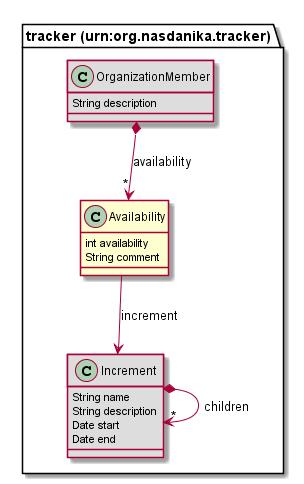 tracker (urn:org.nasdanika.tracker)
C OrganizationMember
String description
availability
*
C Availability
int availability
String comment
increment
C Increment
String name
String description
Date start
Date end
children
*